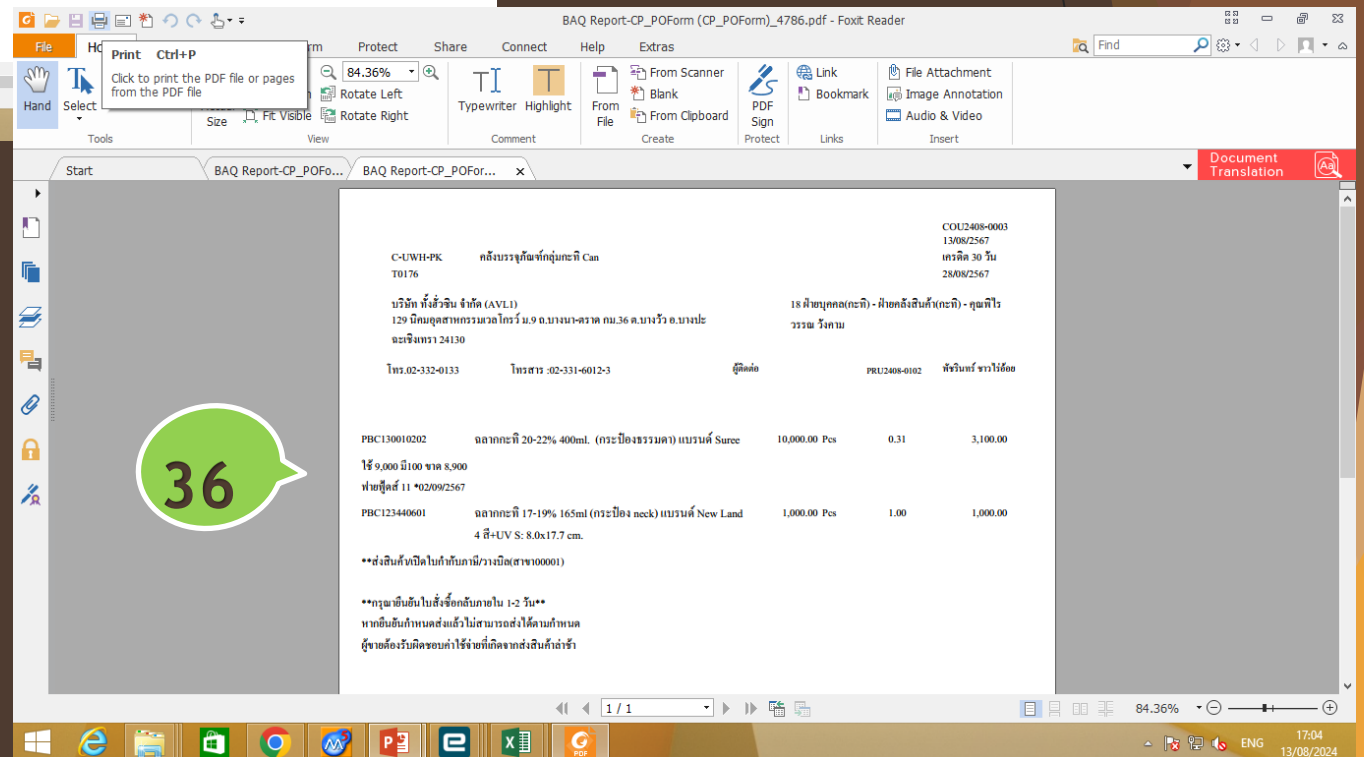 BAQ Report-CP_POForm (CP_POForm)_4786.pdf - Foxit Reader
File
Protect
Share
Connect
Help
Extras
Find
Print Ctrl+P
Click to print the PDF file or pages
from the PDF file
Hand
Select
Size
Fit Visible
84.36%
Rotate Left
Rotate Right
Typewriter
Highlight
From
File
From Scanner
Blank
From Clipboard
PDF
Sign
Link
Bookmark
File Attachment
Image Annotation
Audio & Video
Tools
View
Comment
Create
Protect
Links
Insert
Start
BAQ Report-CP_POFo...
BAQ Report-CP_POFor...
Document
Translation
COU2408-0003
13/08/2567
C-UWH-PK คลังบรรจุภัณฑ์กลุ่มกะทิ Can เครดิต 30 วัน
T0176 28/08/2567
บริษัท ทั้งฮั่วซิน จำกัด (AVL1) 18 ฝ่ายบุคคล(กะทิ) - ฝ่ายคลังสินค้า(กะทิ) - คุณพิไร
129 นิคมอุตสาหกรรมเวลโกรว์ ม.9 ถ.บางนา-ตราด กม.36 ต.บางวัว อ.บางปะ วรรณ วังคาม
ฉะเชิงเทรา 24130
โทร.02-332-0133 โทรสาร :02-331-6012-3 ผู้ติดต่อ PRU2408-0102 พัชรินทร์ ชาวไร่อ้อย
PBC130010202 ฉลากกะทิ 20-22% 400ml. (กระป๋องธรรมดา) แบรนด์ Suree 10,000.00 Pcs 0.31 3,100.00
ใช้ 9,000 มี100 ขาด 8,900
ฟายฟู๊ดส์ 11 *02/09/2567
PBC123440601 ฉลากกะทิ 17-19% 165ml (กระป๋อง neck) แบรนด์ New Land 1,000.00 Pcs 1.00 1,000.00
4 สี+UV S: 8.0x17.7 cm.
**ส่งสินค้า/เปิดใบกำกับภาษี/วางบิล(สาขา00001)
**กรุณายืนยันใบสั่งซื้อกลับภายใน 1-2 วัน**
หากยืนยันกำหนดส่งแล้วไม่สามารถส่งได้ตามกำหนด
ผู้ขายต้องรับผิดชอบค่าใช้จ่ายที่เกิดจากส่งสินค้าล่าช้า
36
1 / 1
84.36%
ENG
17:04
13/08/2024